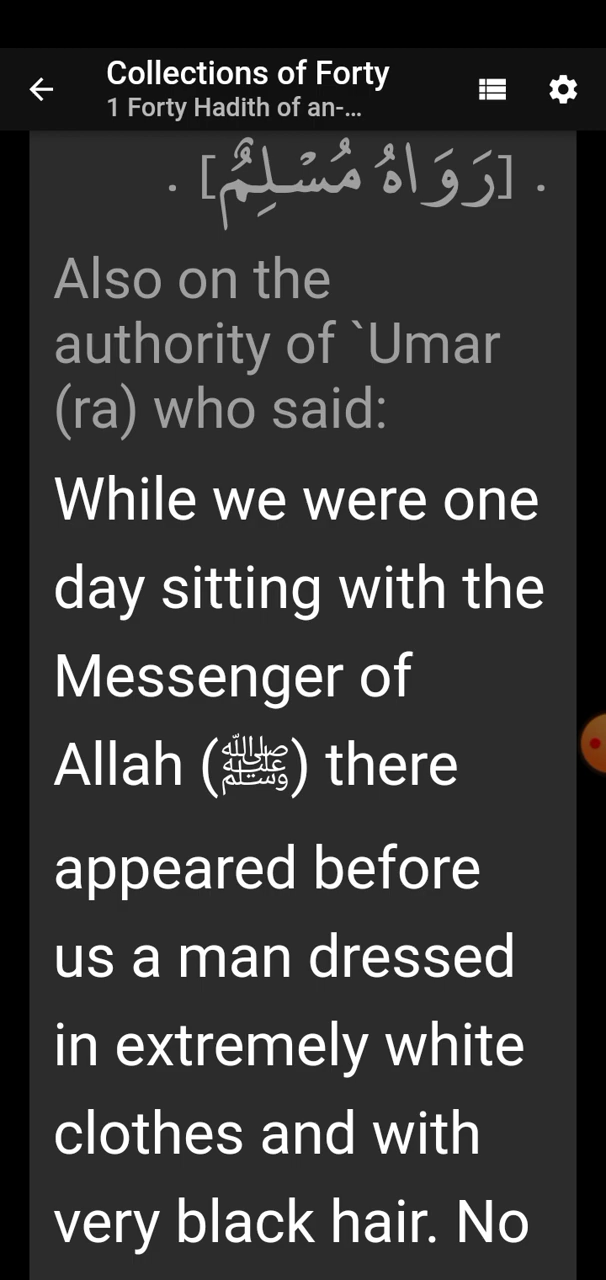 Collections of Forty
1 Forty Hadith of an-...
. [رَوَاهُ مُسْلِمٌ] .
Also on the
authority of `Umar
(ra) who said:
While we were one
day sitting with the
Messenger of
Allah (ﷺ) there
appeared before
us a man dressed
in extremely white
clothes and with
very black hair. No